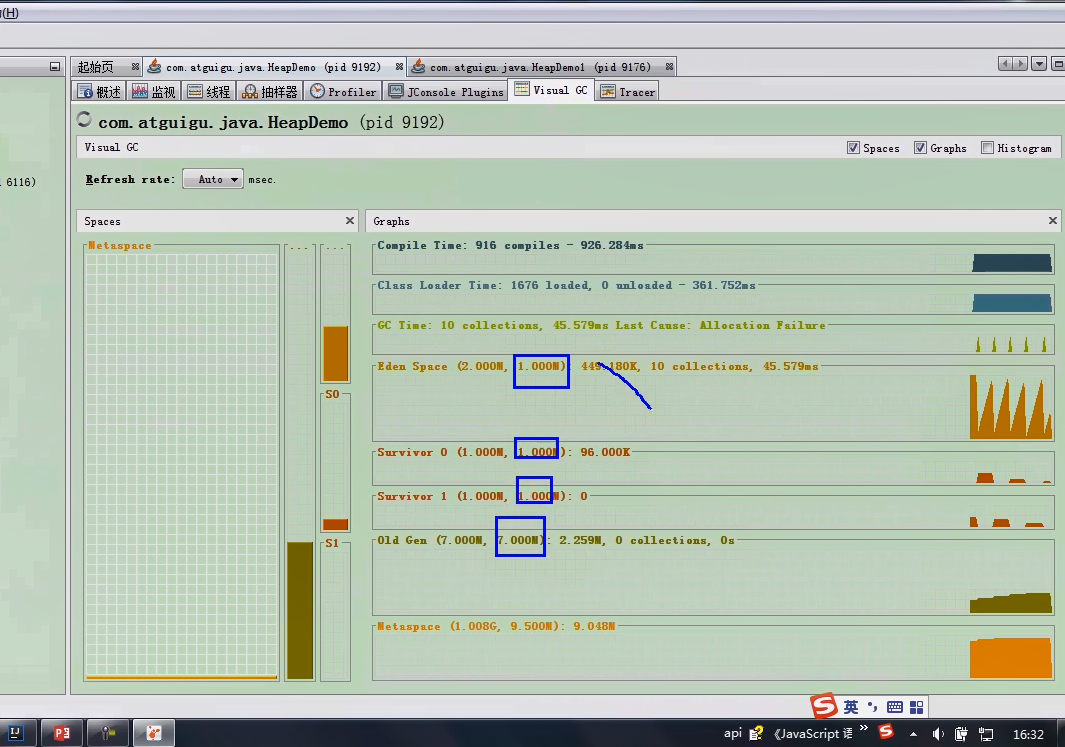 (H)
起始页 com.atguigu.java.HeapDemo (pid 9192) com.atguigu.java.HeapDemo1 (pid 9176)
概述 监视 线程 抽样器 Profiler JConsole Plugins Visual GC Tracer
com.atguigu.java.HeapDemo (pid 9192)
Visual GC Spaces Graphs Histogram
6116)
Refresh rate: Auto msec.
Spaces Graphs
Metaspace ... ...
Compile Time: 916 compiles - 926.284ms
Class Loader Time: 1676 loaded, 0 unloaded - 361.752ms
GC Time: 10 collections, 45.579ms Last Cause: Allocation Failure
Eden Space (2.000M, 1.000M): 449.180K, 10 collections, 45.579ms
S0
Survivor 0 (1.000M, 1.000M): 96.000K
Survivor 1 (1.000M, 1.000M): 0
S1
Old Gen (7.000M, 7.000M): 2.259M, 0 collections, 0s
Metaspace (1.008G, 9.500M): 9.048M
S 英
IJ P api 《JavaScript 语 » S 16:32